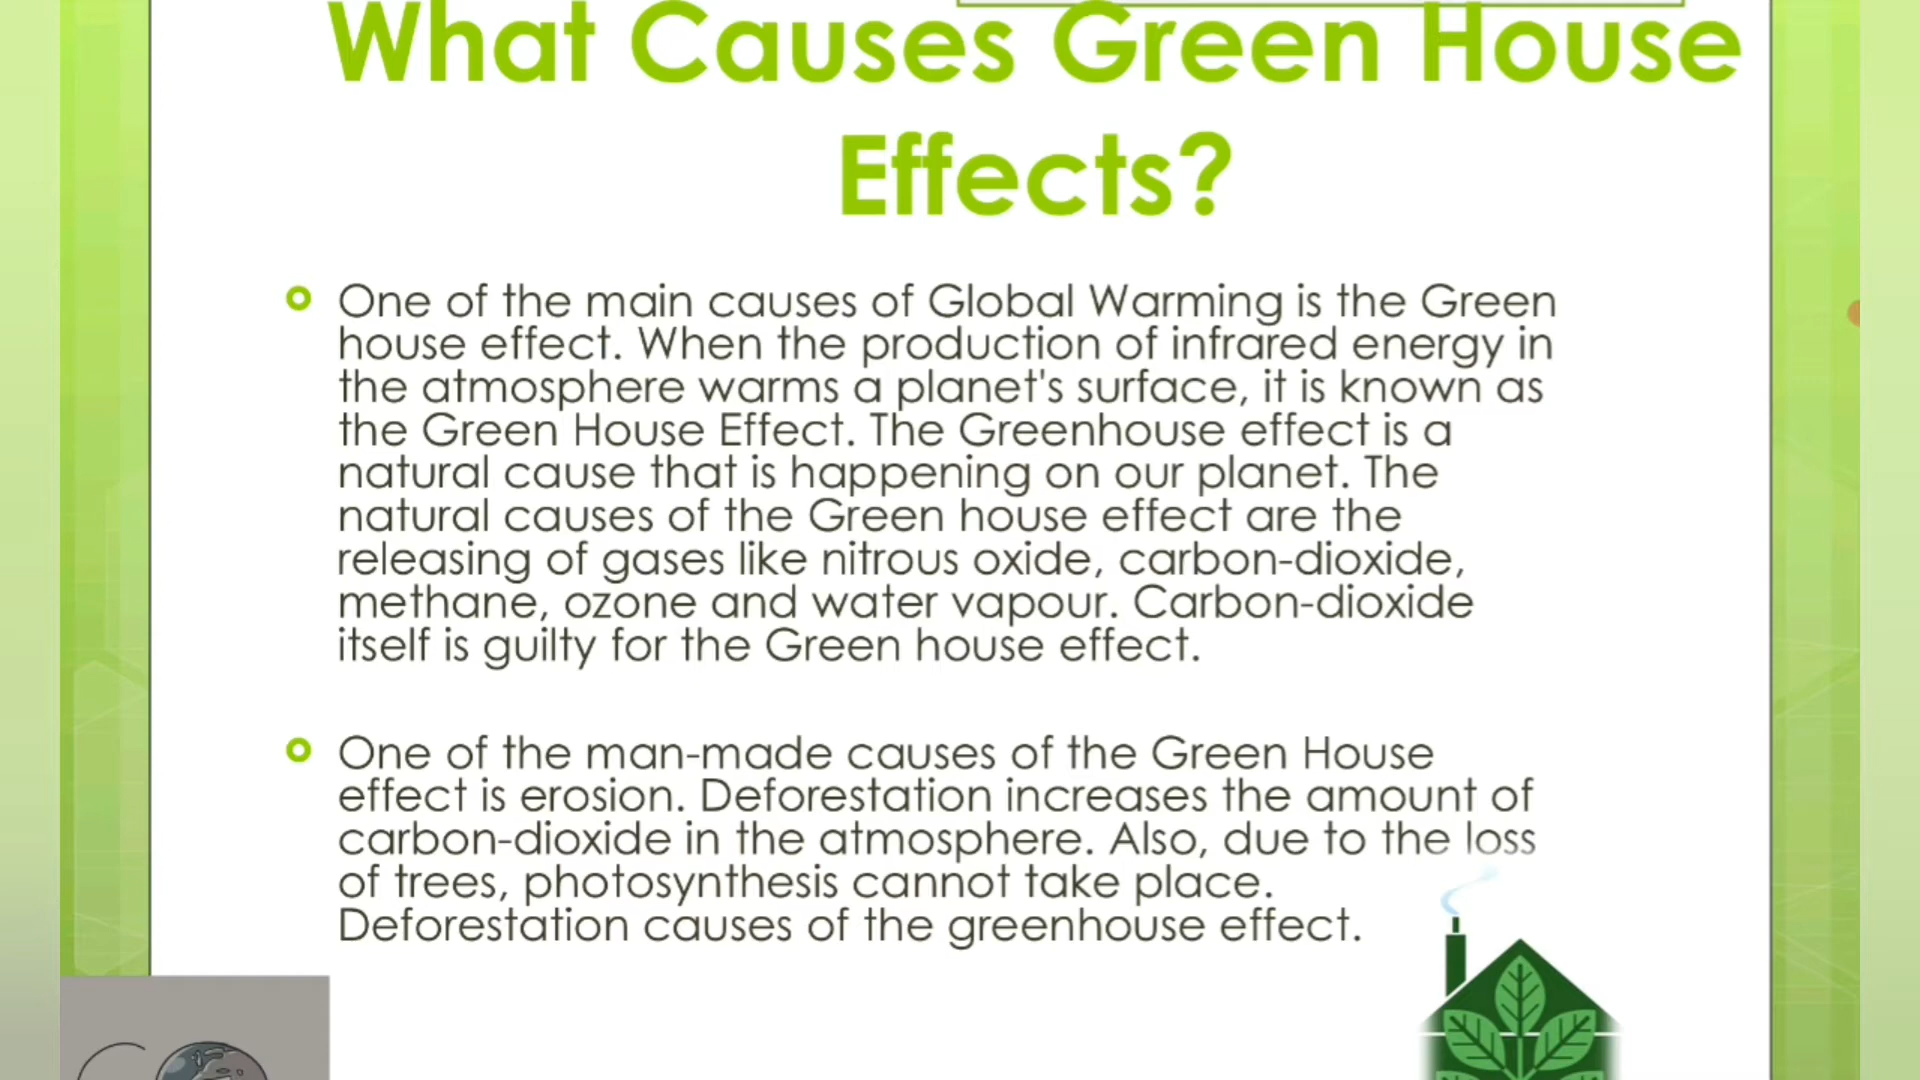 What Causes Green House
Effects?
One of the main causes of Global Warming is the Green
house effect. When the production of infrared energy in
the atmosphere warms a planet's surface, it is known as
the Green House Effect. The Greenhouse effect is a
natural cause that is happening on our planet. The
natural causes of the Green house effect are the
releasing of gases like nitrous oxide, carbon-dioxide,
methane, ozone and water vapour. Carbon-dioxide
itself is guilty for the Green house effect.
One of the man-made causes of the Green House
effect is erosion. Deforestation increases the amount of
carbon-dioxide in the atmosphere. Also, due to the loss
of trees, photosynthesis cannot take place.
Deforestation causes of the greenhouse effect.